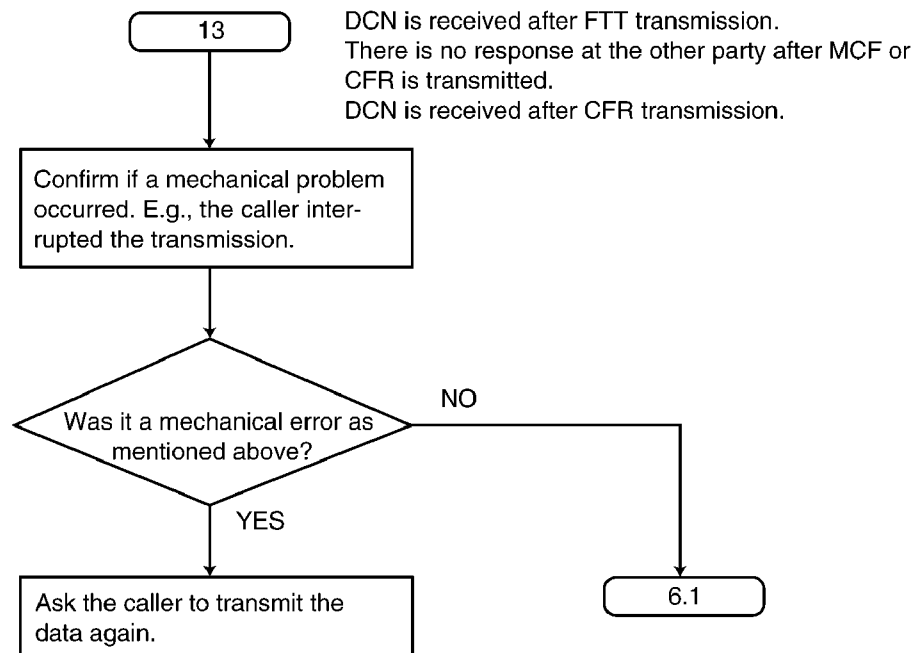 13
DCN is received after FTT transmission.
There is no response at the other party after MCF or
CFR is transmitted.
DCN is received after CFR transmission.
Confirm if a mechanical problem
occurred. E.g., the caller inter-
rupted the transmission.
Was it a mechanical error as
mentioned above?
NO
YES
Ask the caller to transmit the
data again.
6.1